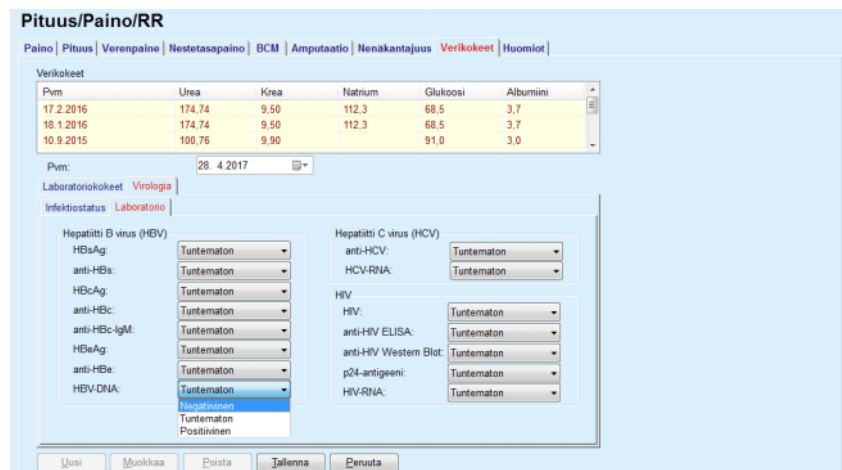 Pituus/Paino/RR
Paino Pituus Verenpaine Nestetasapaino BCM Amputaatio Nenäkantajuus Verikokeet Huomiot
Verikokeet
Pvm Urea Krea Natrium Glukoosi Albumiini
17.2.2016 174,74 9,50 112,3 68,5 3,7
18.1.2016 174,74 9,50 112,3 68,5 3,7
10.9.2015 100,76 9,90 91,0 3,0
Pvm: 28. 4.2017
Laboratoriokokeet Virologia
Infektiostatus Laboratorio
Hepatiitti B virus (HBV) Hepatiitti C virus (HCV)
HBsAg: Tuntematon anti-HCV: Tuntematon
anti-HBs: Tuntematon HCV-RNA: Tuntematon
HBcAg: Tuntematon HIV
anti-HBc: Tuntematon HIV: Tuntematon
anti-HBc-IgM: Tuntematon anti-HIV ELISA: Tuntematon
HBeAg: Tuntematon anti-HIV Western Blot: Tuntematon
anti-HBe: Tuntematon p24-antigeeni: Tuntematon
HBV-DNA: Tuntematon HIV-RNA: Tuntematon
Negatiivinen
Tuntematon
Positiivinen
Uusi Muokkaa Poista Tallenna Peruuta